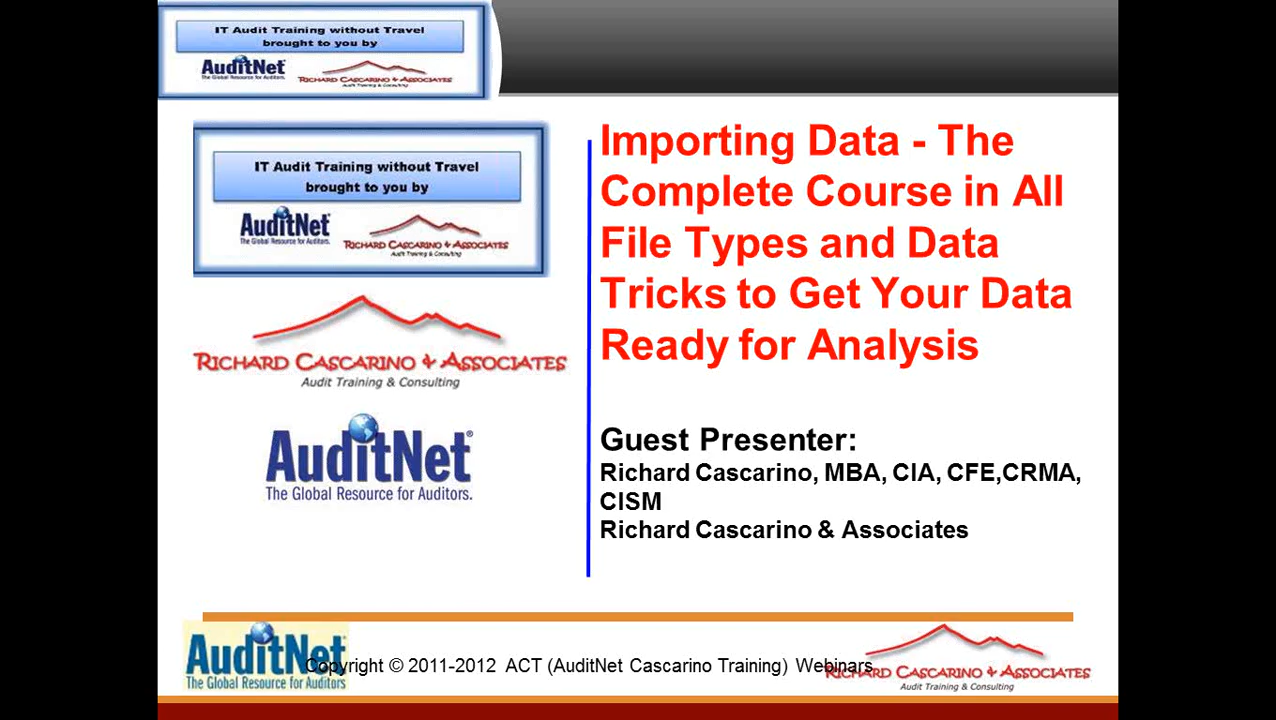 IT Audit Training without Travel
brought to you by
AuditNet
The Global Resource for Auditors.
RICHARD CASCARINO & ASSOCIATES
Audit Training & Consulting
IT Audit Training without Travel
brought to you by
AuditNet
The Global Resource for Auditors.
RICHARD CASCARINO & ASSOCIATES
Audit Training & Consulting
RICHARD CASCARINO & ASSOCIATES
Audit Training & Consulting
AuditNet®
The Global Resource for Auditors.
Importing Data - The
Complete Course in All
File Types and Data
Tricks to Get Your Data
Ready for Analysis
Guest Presenter:
Richard Cascarino, MBA, CIA, CFE,CRMA,
CISM
Richard Cascarino & Associates
AuditNet
The Global Resource for Auditors
Copyright © 2011-2012 ACT (AuditNet Cascarino Training) Webinars
RICHARD CASCARINO & ASSOCIATES
Audit Training & Consulting